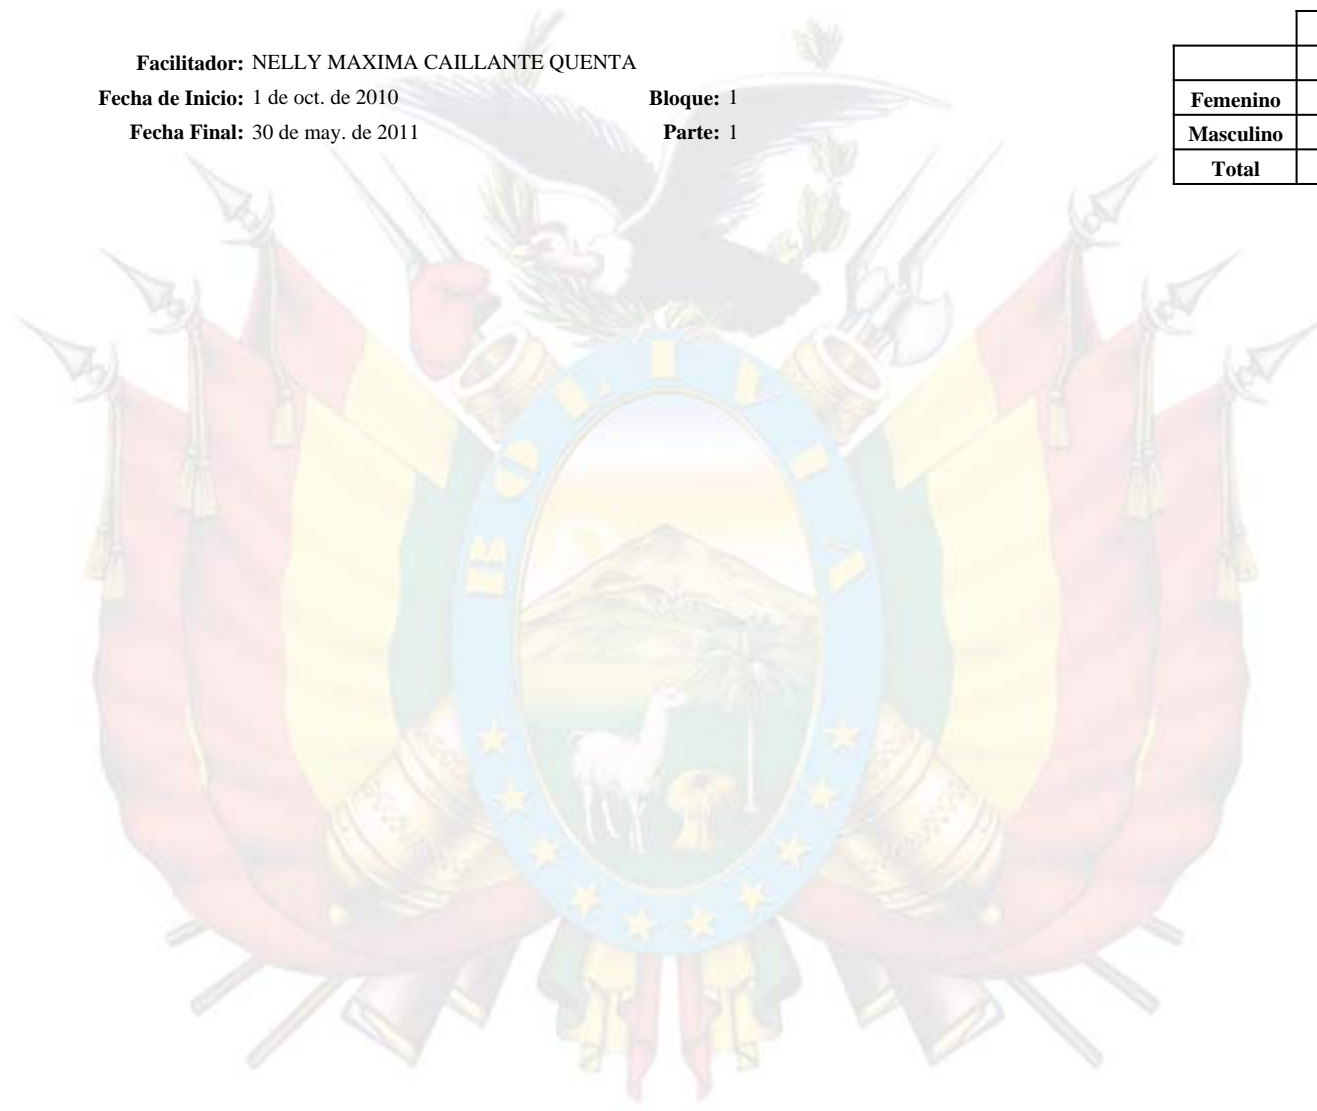 Facilitador: NELLY MAXIMA CAILLANTE QUENTA
Fecha de Inicio: 1 de oct. de 2010 Bloque: 1
Fecha Final: 30 de may. de 2011 Parte: 1
Femenino
Masculino
Total
BOLIVIA